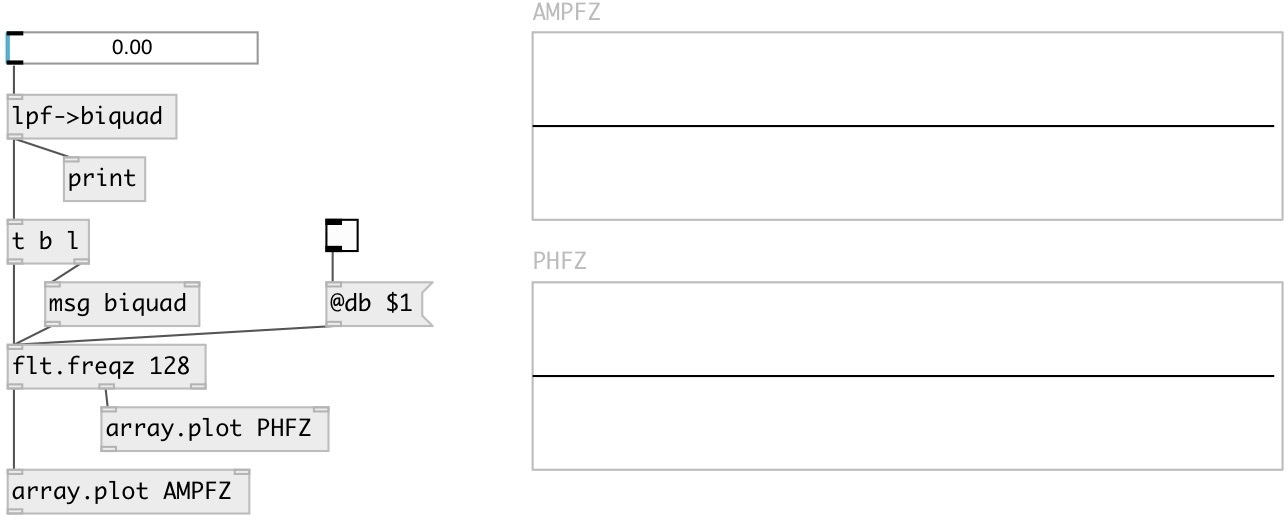 AMPFZ
0.00
lpf->biquad
print
t b l
msg biquad
@db $1
PHFZ
flt.freqz 128
array.plot PHFZ
array.plot AMPFZ